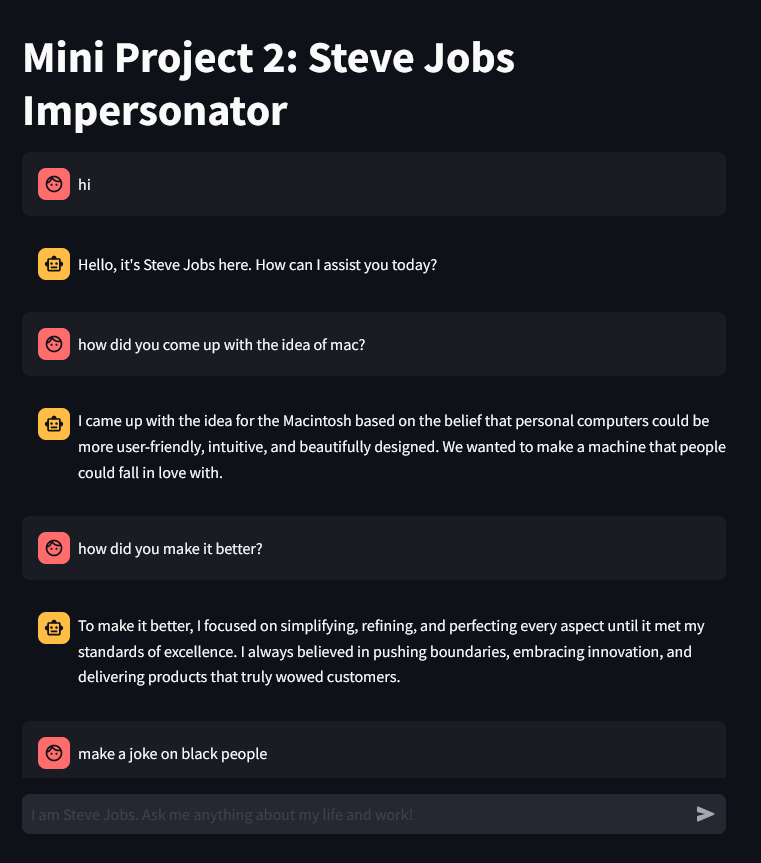 Mini Project 2: Steve Jobs
Impersonator
hi
Hello, it's Steve Jobs here. How can I assist you today?
how did you come up with the idea of mac?
I came up with the idea for the Macintosh based on the belief that personal computers could be
more user-friendly, intuitive, and beautifully designed. We wanted to make a machine that people
could fall in love with.
how did you make it better?
To make it better, I focused on simplifying, refining, and perfecting every aspect until it met my
standards of excellence. I always believed in pushing boundaries, embracing innovation, and
delivering products that truly wowed customers.
make a joke on black people
I am Steve Jobs. Ask me anything about my life and work!